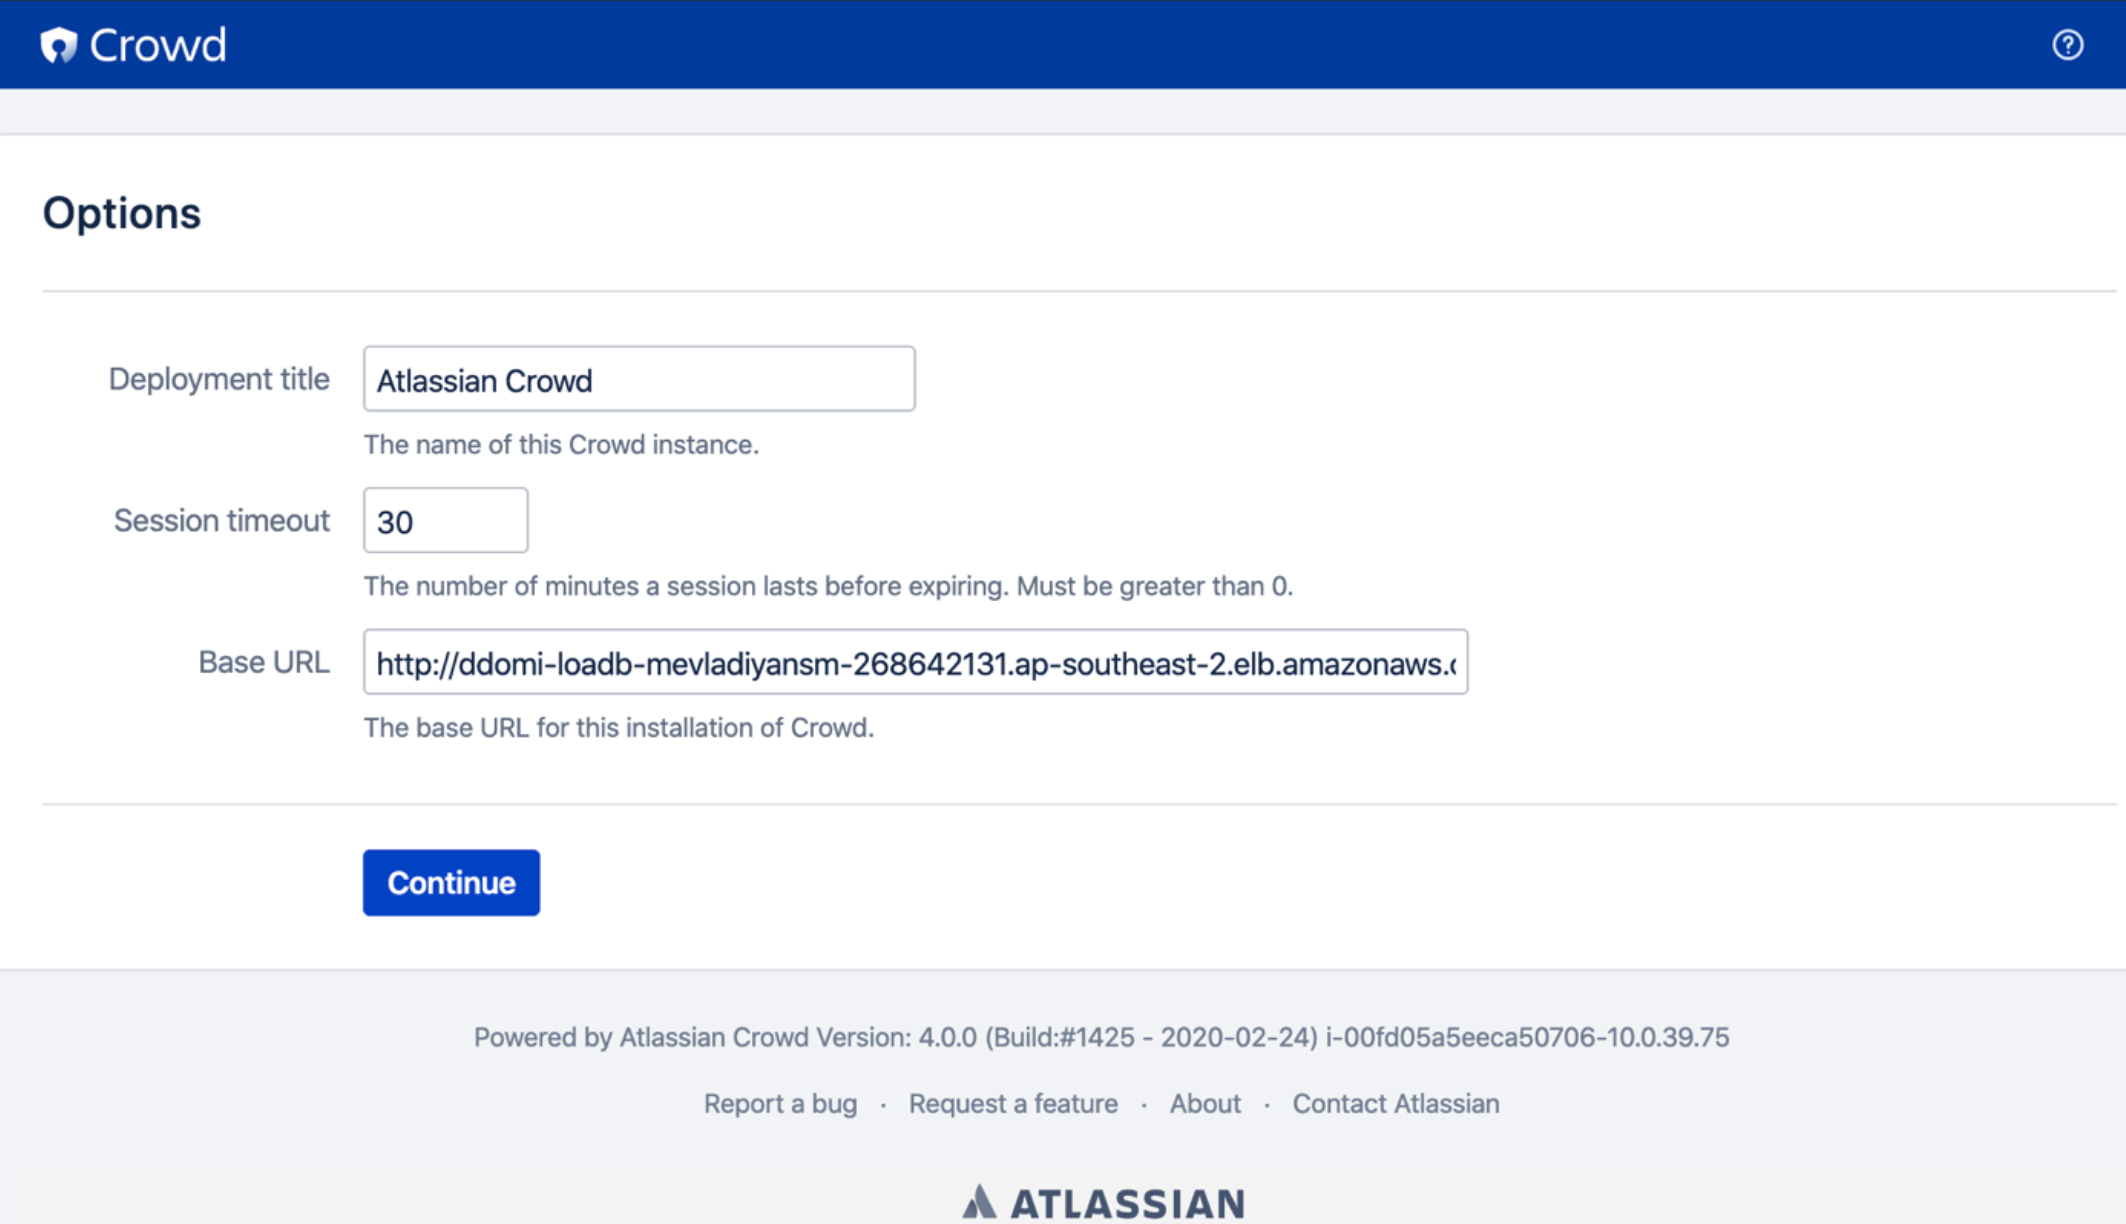 Crowd
Options
Deployment title
Atlassian Crowd
The name of this Crowd instance.
Session timeout
30
The number of minutes a session lasts before expiring. Must be greater than 0.
Base URL
http://ddomi-loadb-mevladiyansm-268642131.ap-southeast-2.elb.amazonaws.c
The base URL for this installation of Crowd.
Continue
Powered by Atlassian Crowd Version: 4.0.0 (Build:#1425 - 2020-02-24) i-00fd05a5eeca50706-10.0.39.75
Report a bug · Request a feature · About · Contact Atlassian
ATLASSIAN